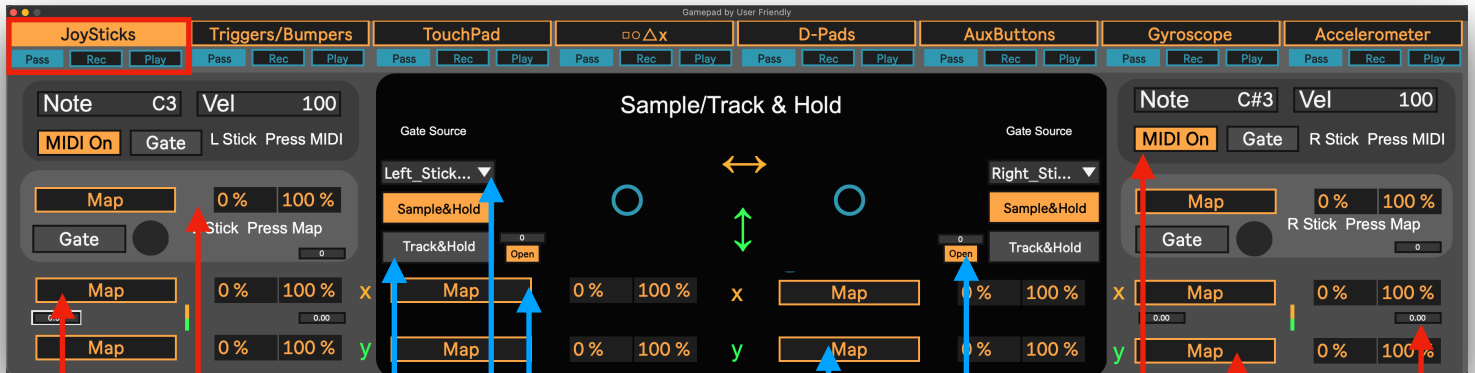 Gamepad by User Friendly
JoySticks Triggers/Bumpers TouchPad □○△x D-Pads AuxButtons Gyroscope Accelerometer
Pass Rec Play Pass Rec Play Pass Rec Play Pass Rec Play Pass Rec Play Pass Rec Play Pass Rec Play Pass Rec Play
Note C3 Vel 100 Sample/Track & Hold Note C#3 Vel 100
Gate Source Gate Source
MIDI On Gate L Stick Press MIDI MIDI On Gate R Stick Press MIDI
Left_Stick... Right_Sti...
Map 0 % 100 % Sample&Hold Sample&Hold Map 0 % 100 %
Stick Press Map R Stick Press Map
Gate 0 Track&Hold 0 Open 0 Open Track&Hold Gate 0
Map 0 % 100 % x Map 0 % 100 % x Map % 100 % x Map 0 % 100 %
0.00 0.00 0.00
Map 0 % 100 % y Map 0 % 100 % y Map % 100 % y Map 0 % 100 %